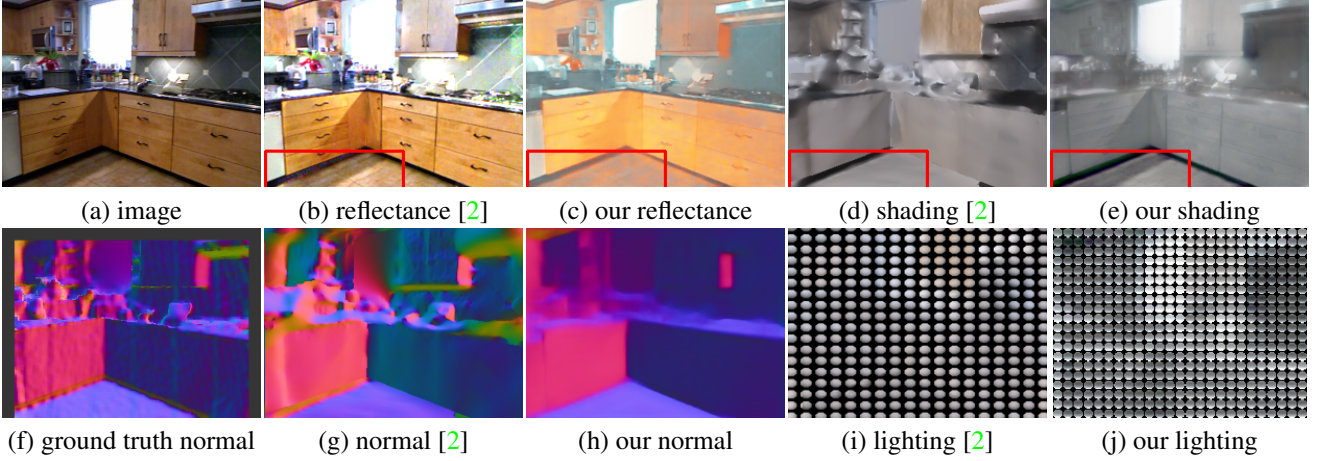 (a) image
(b) reflectance [2]
(c) our reflectance
(d) shading [2]
(e) our shading
(f) ground truth normal
(g) normal [2]
(h) our normal
(i) lighting [2]
(j) our lighting